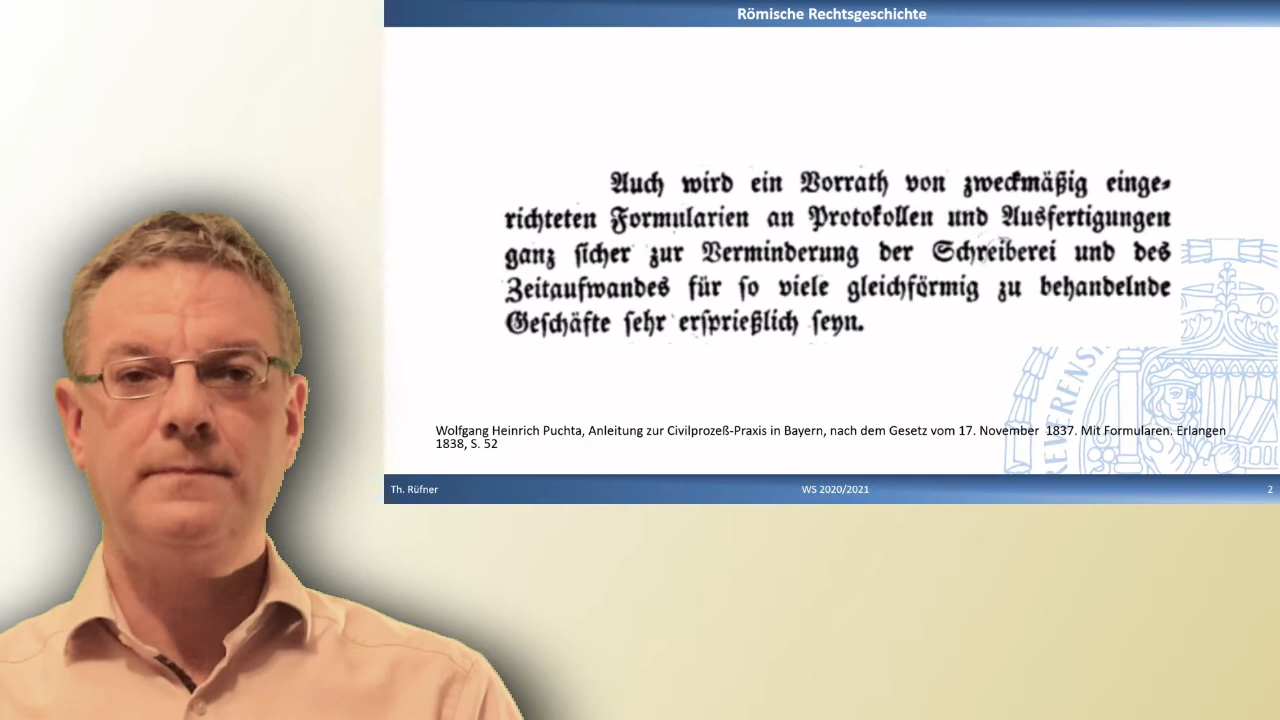 Römische Rechtsgeschichte
Auch wird ein Vorrath von zweckmäßig einge-
richteten Formularien an Protokollen und Ausfertigungen
ganz sicher zur Verminderung der Schreiberei und des
Zeitaufwandes für so viele gleichförmig zu behandelnde
Geschäfte sehr ersprießlich seyn.
Wolfgang Heinrich Puchta, Anleitung zur Civilprozeß-Praxis in Bayern, nach dem Gesetz vom 17. November 1837. Mit Formularen. Erlangen
1838, S. 52
Th. Rüfner WS 2020/2021 2